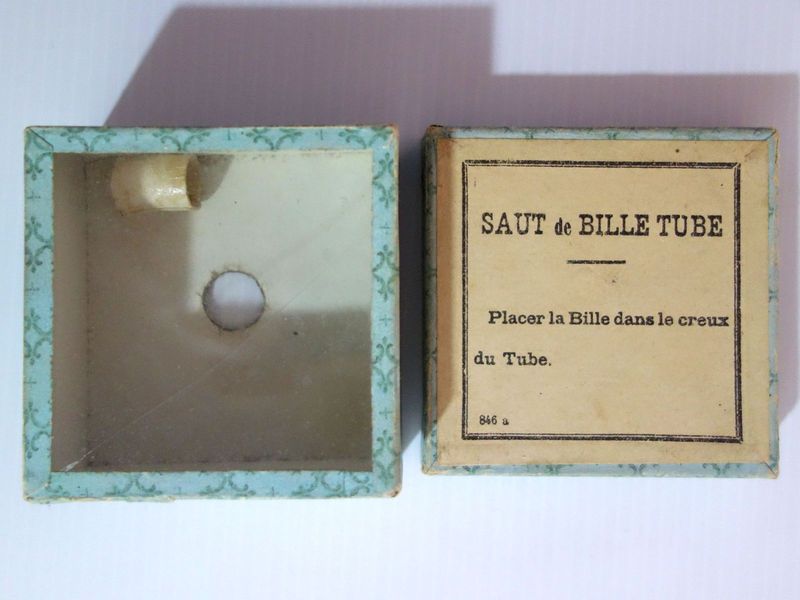 SAUT de BILLE TUBE
Placer la Bille dans le creux
du Tube.
846 a